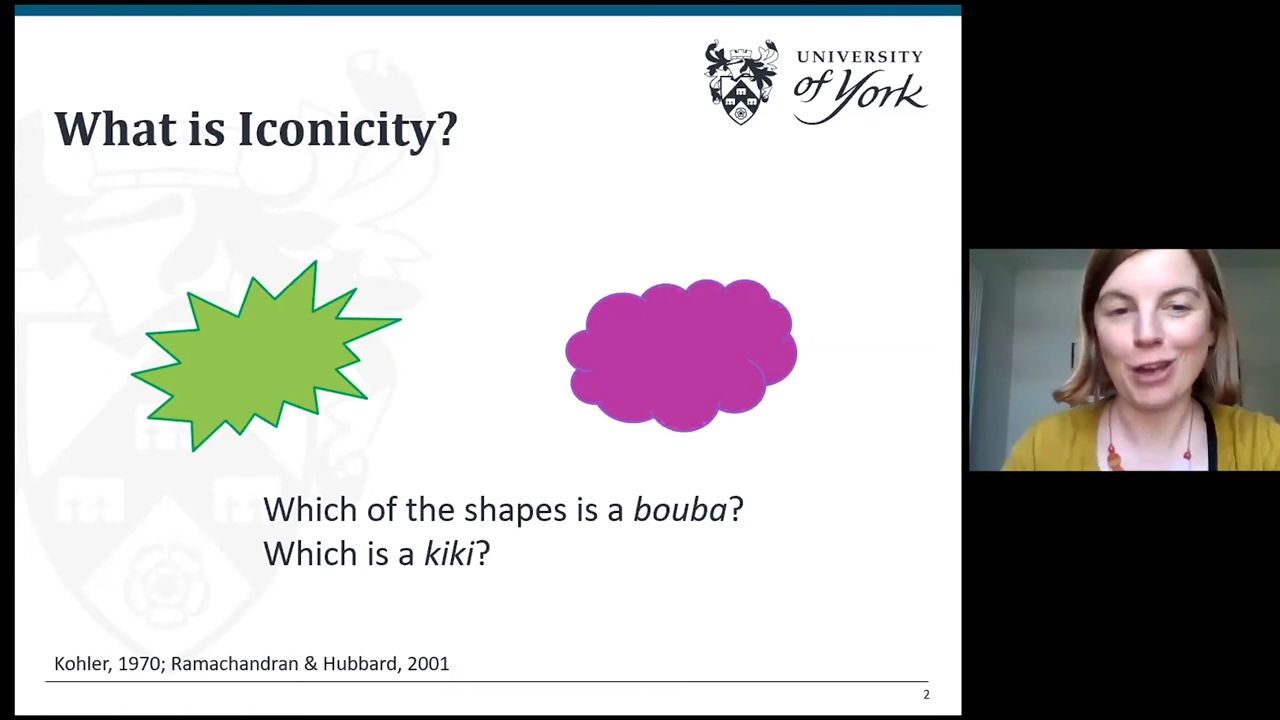 UNIVERSITY
of York
What is Iconicity?
Which of the shapes is a bouba?
Which is a kiki?
Kohler, 1970; Ramachandran & Hubbard, 2001
2